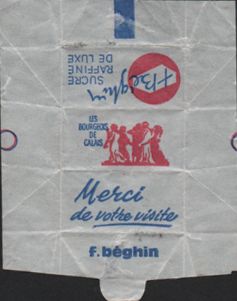 SUCRE
RAFFINÉ
DE LUXE
Béghin
LES
BOURGEOIS
DE
CALAIS
Merci
de votre visite
f. béghin